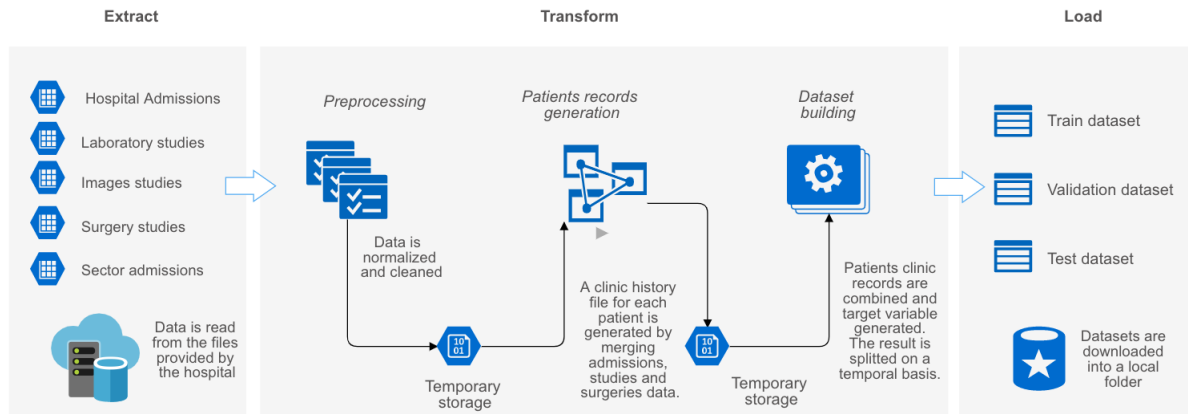 Extract
Transform
Load
Hospital Admissions
Laboratory studies
Images studies
Surgery studies
Sector admissions
Data is read
from the files
provided by
the hospital
Preprocessing
Data is
normalized
and cleaned
10
01
Temporary
storage
Patients records
generation
A clinic history
file for each
patient is
generated by
merging
admissions,
studies and
surgeries data.
10
01
Temporary
storage
Dataset
building
Patients clinic
records are
combined and
target variable
generated.
The result is
splitted on a
temporal basis.
Train dataset
Validation dataset
Test dataset
Datasets are
downloaded
into a local
folder